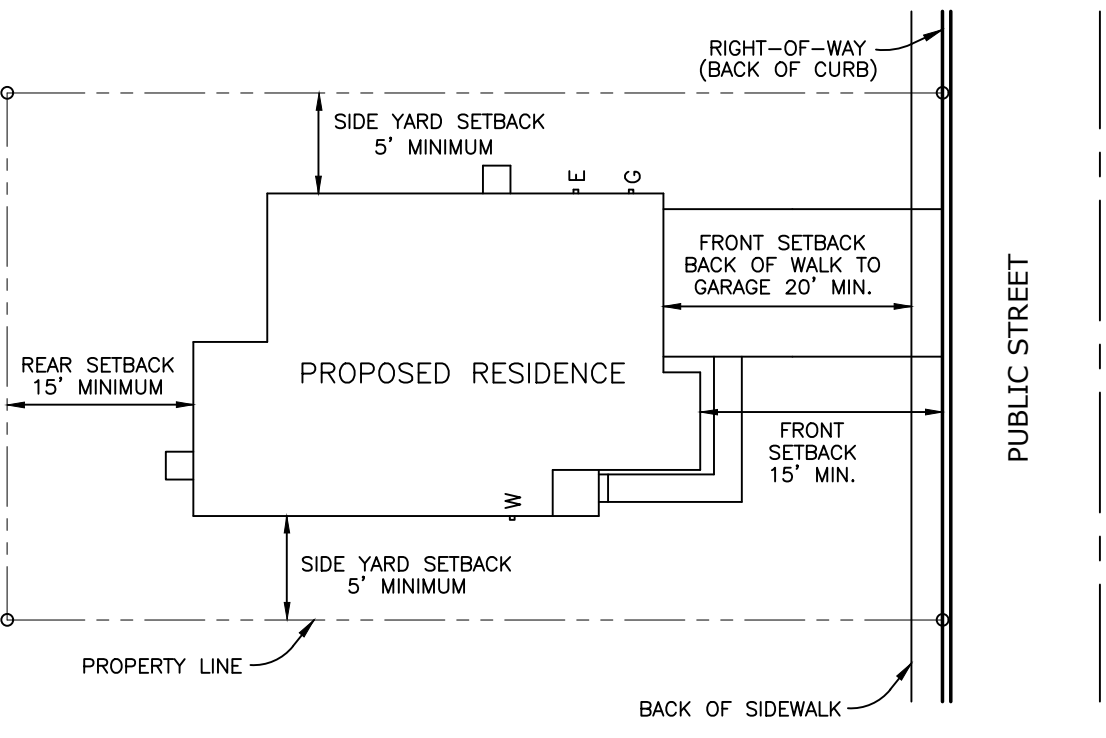 RIGHT-OF-WAY
(BACK OF CURB)
SIDE YARD SETBACK
5' MINIMUM
E
G
FRONT SETBACK
BACK OF WALK TO
GARAGE 20' MIN.
PUBLIC STREET
REAR SETBACK
15' MINIMUM
PROPOSED RESIDENCE
FRONT
SETBACK
15' MIN.
W
SIDE YARD SETBACK
5' MINIMUM
PROPERTY LINE
BACK OF SIDEWALK